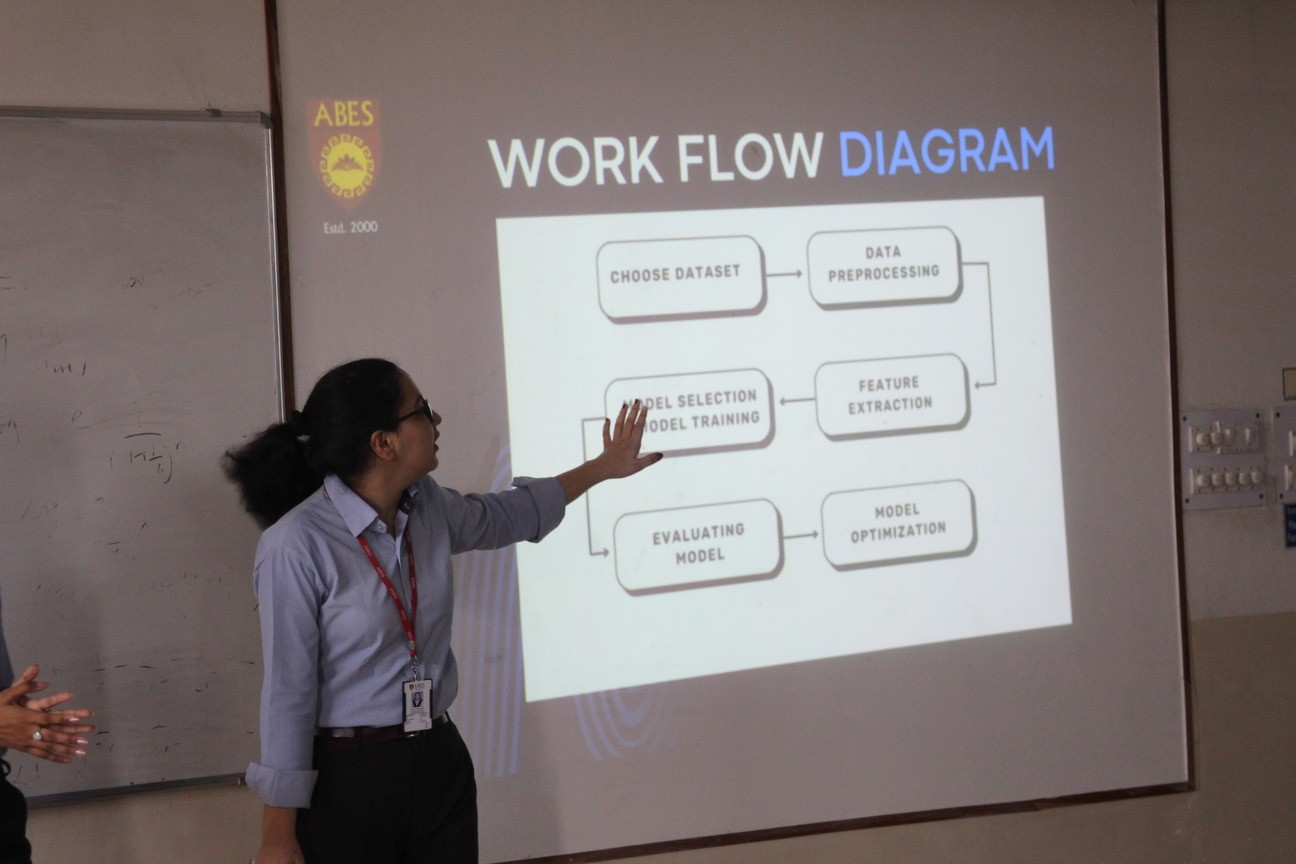 ABES
Estd. 2000
WORK FLOW DIAGRAM
CHOOSE DATASET
DATA
PREPROCESSING
FEATURE
EXTRACTION
MODEL SELECTION
MODEL TRAINING
EVALUATING
MODEL
MODEL
OPTIMIZATION